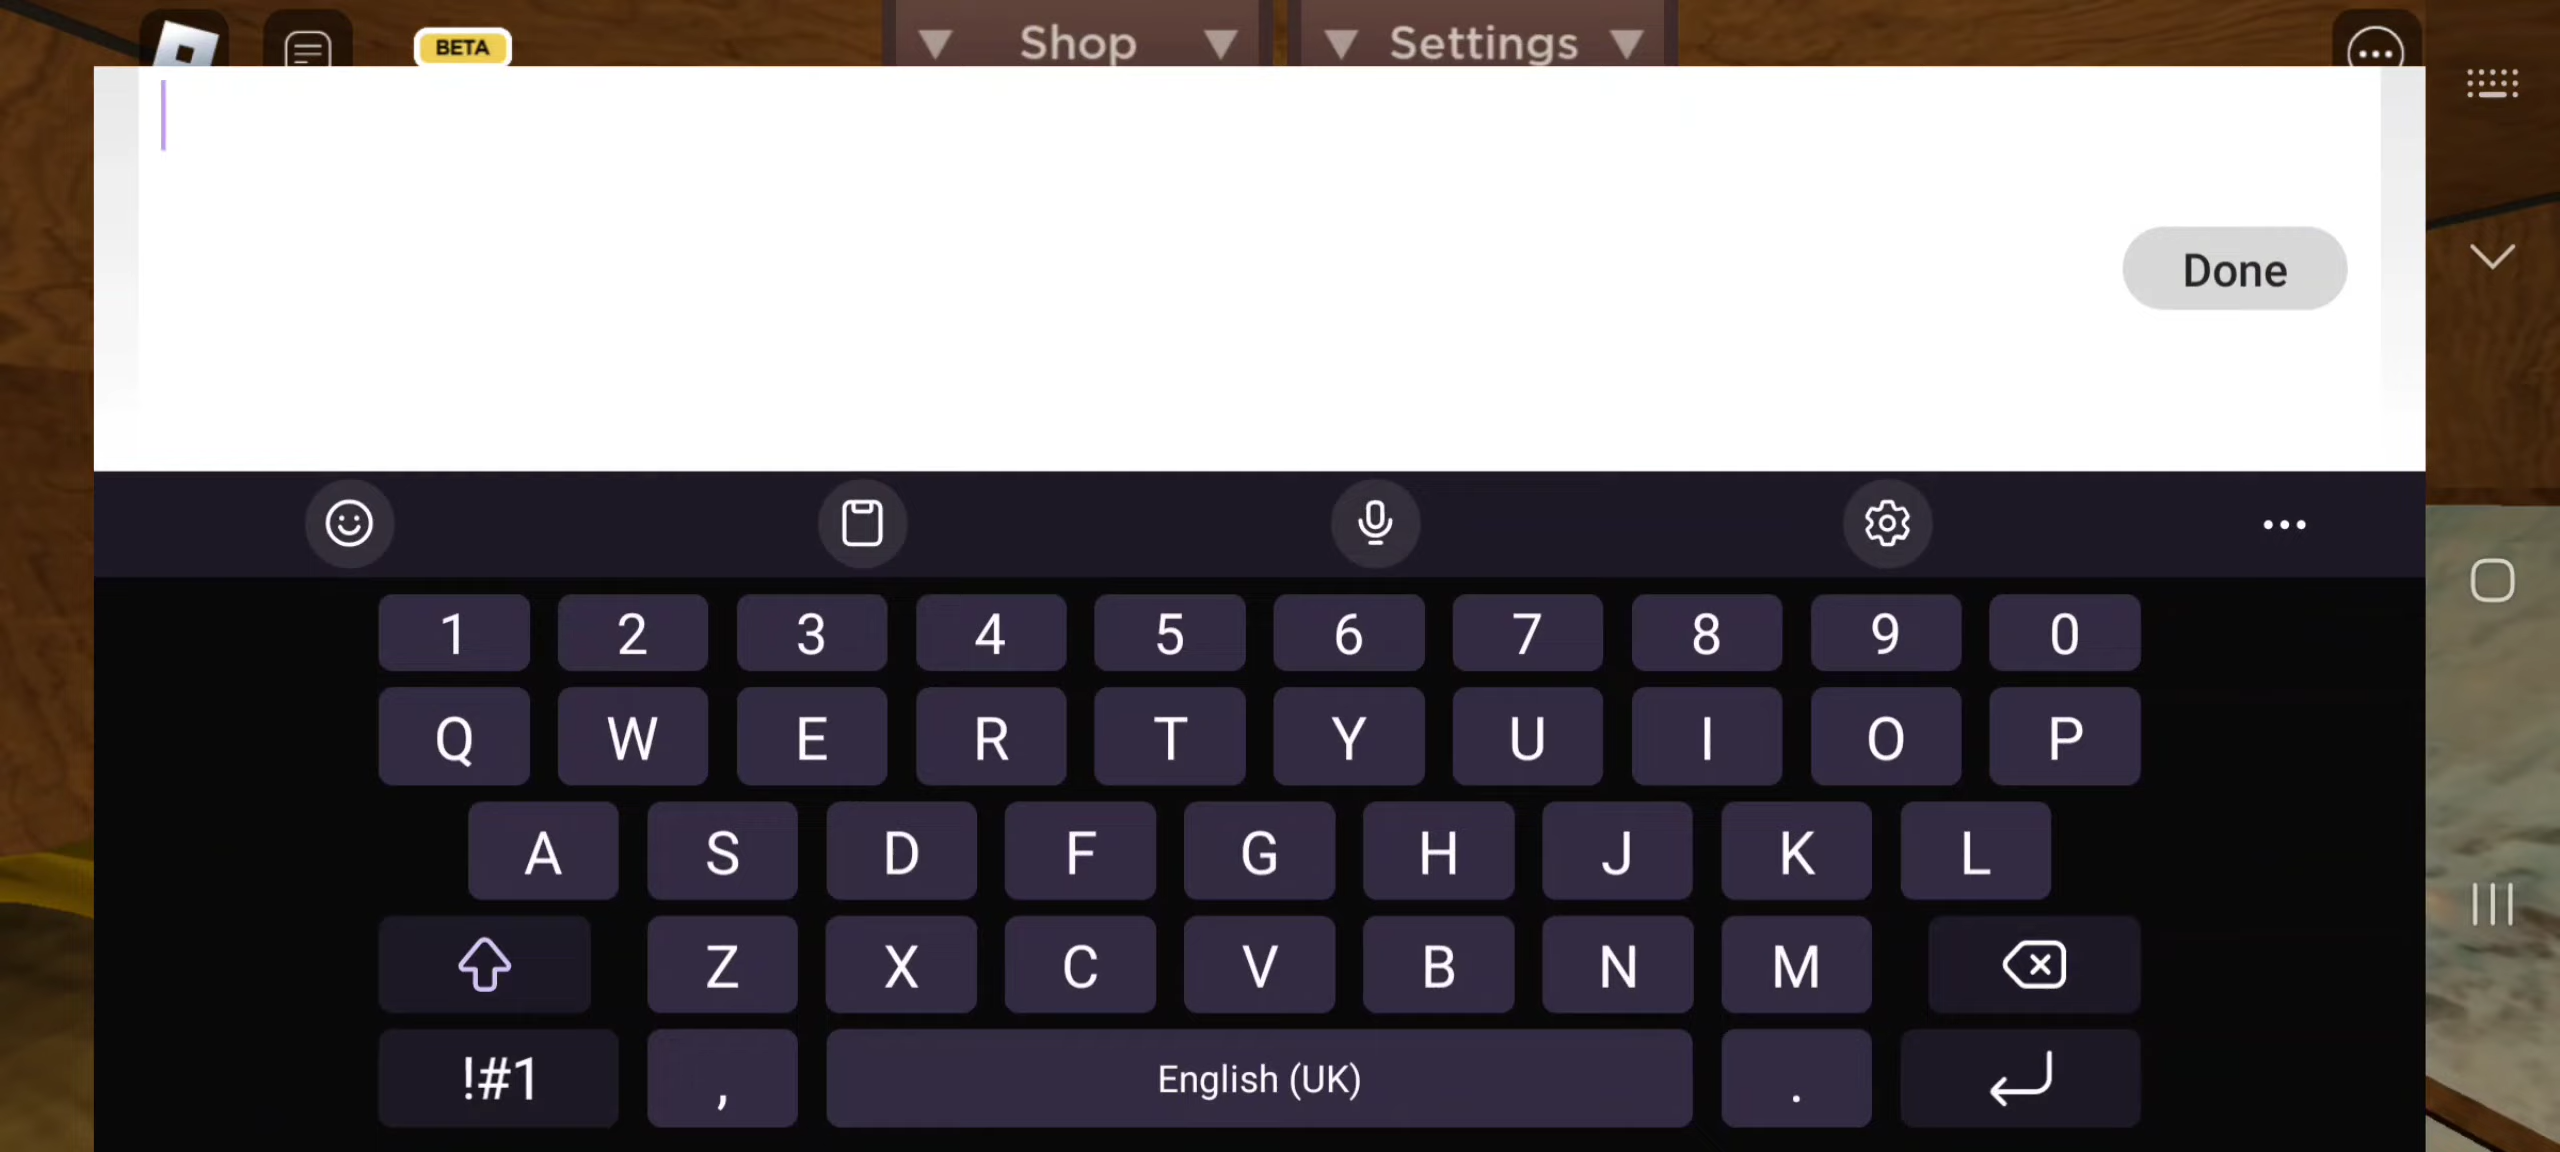 BETA
Shop
Settings
Done
1 2 3 4 5 6 7 8 9 0
Q W E R T Y U I O P
A S D F G H J K L
Z X C V B N M
!#1 , English (UK) .